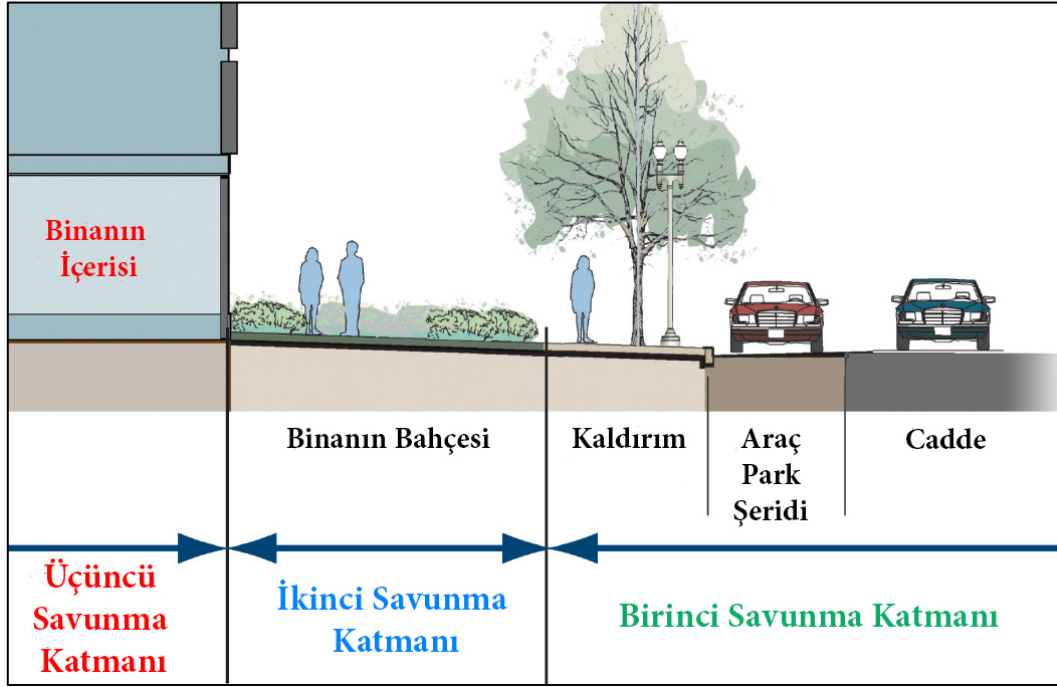 Binanın
İçerisi
Binanın Bahçesi
Kaldırım
Araç
Park
Şeridi
Cadde
Üçüncü
Savunma
Katmanı
İkinci Savunma
Katmanı
Birinci Savunma Katmanı